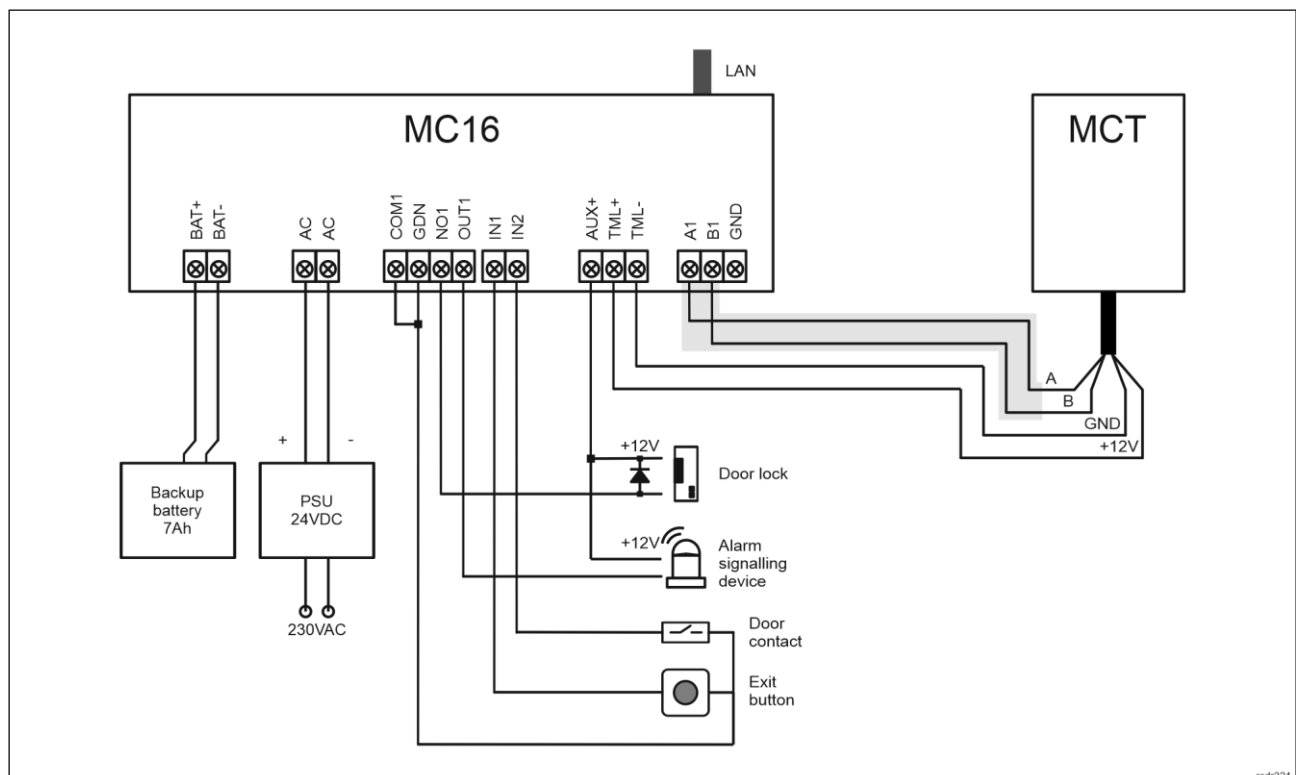 LAN
MC16
MCT
BAT+
BAT-
AC
AC
COM1
GDN
NO1
OUT1
IN1
IN2
AUX+
TML+
TML-
A1
B1
GND
A
B
GND
+12V
+
-
Backup
battery
7Ah
PSU
24VDC
230VAC
+12V
Door lock
+12V
Alarm
signalling
device
Door
contact
Exit
button